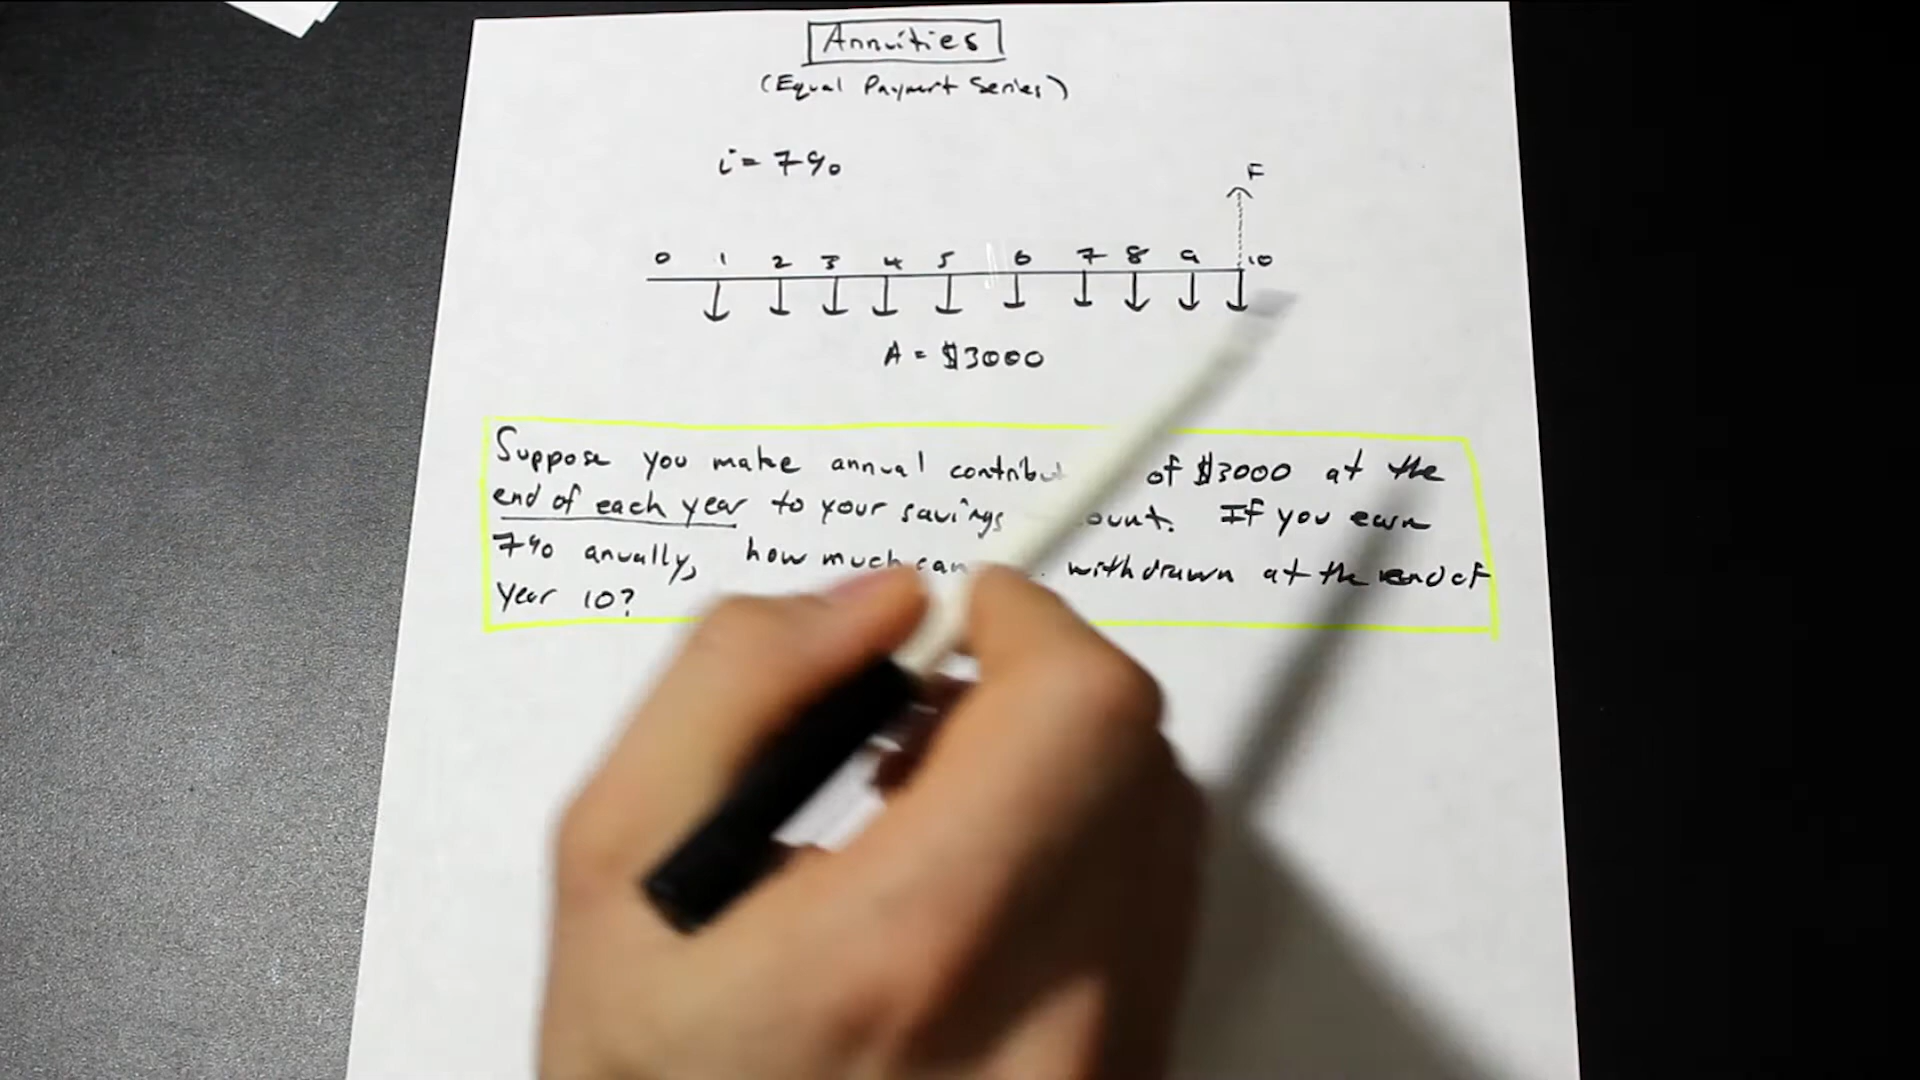 Annuities
(Equal Payment Series)
i = 7%
F
0 1 2 3 4 5 6 7 8 9 10
A = $3000
Suppose you make annual of $3000 at the
end of each year to your savings If you earn
7% anually, how much can withdrawn at the end of
year 10?